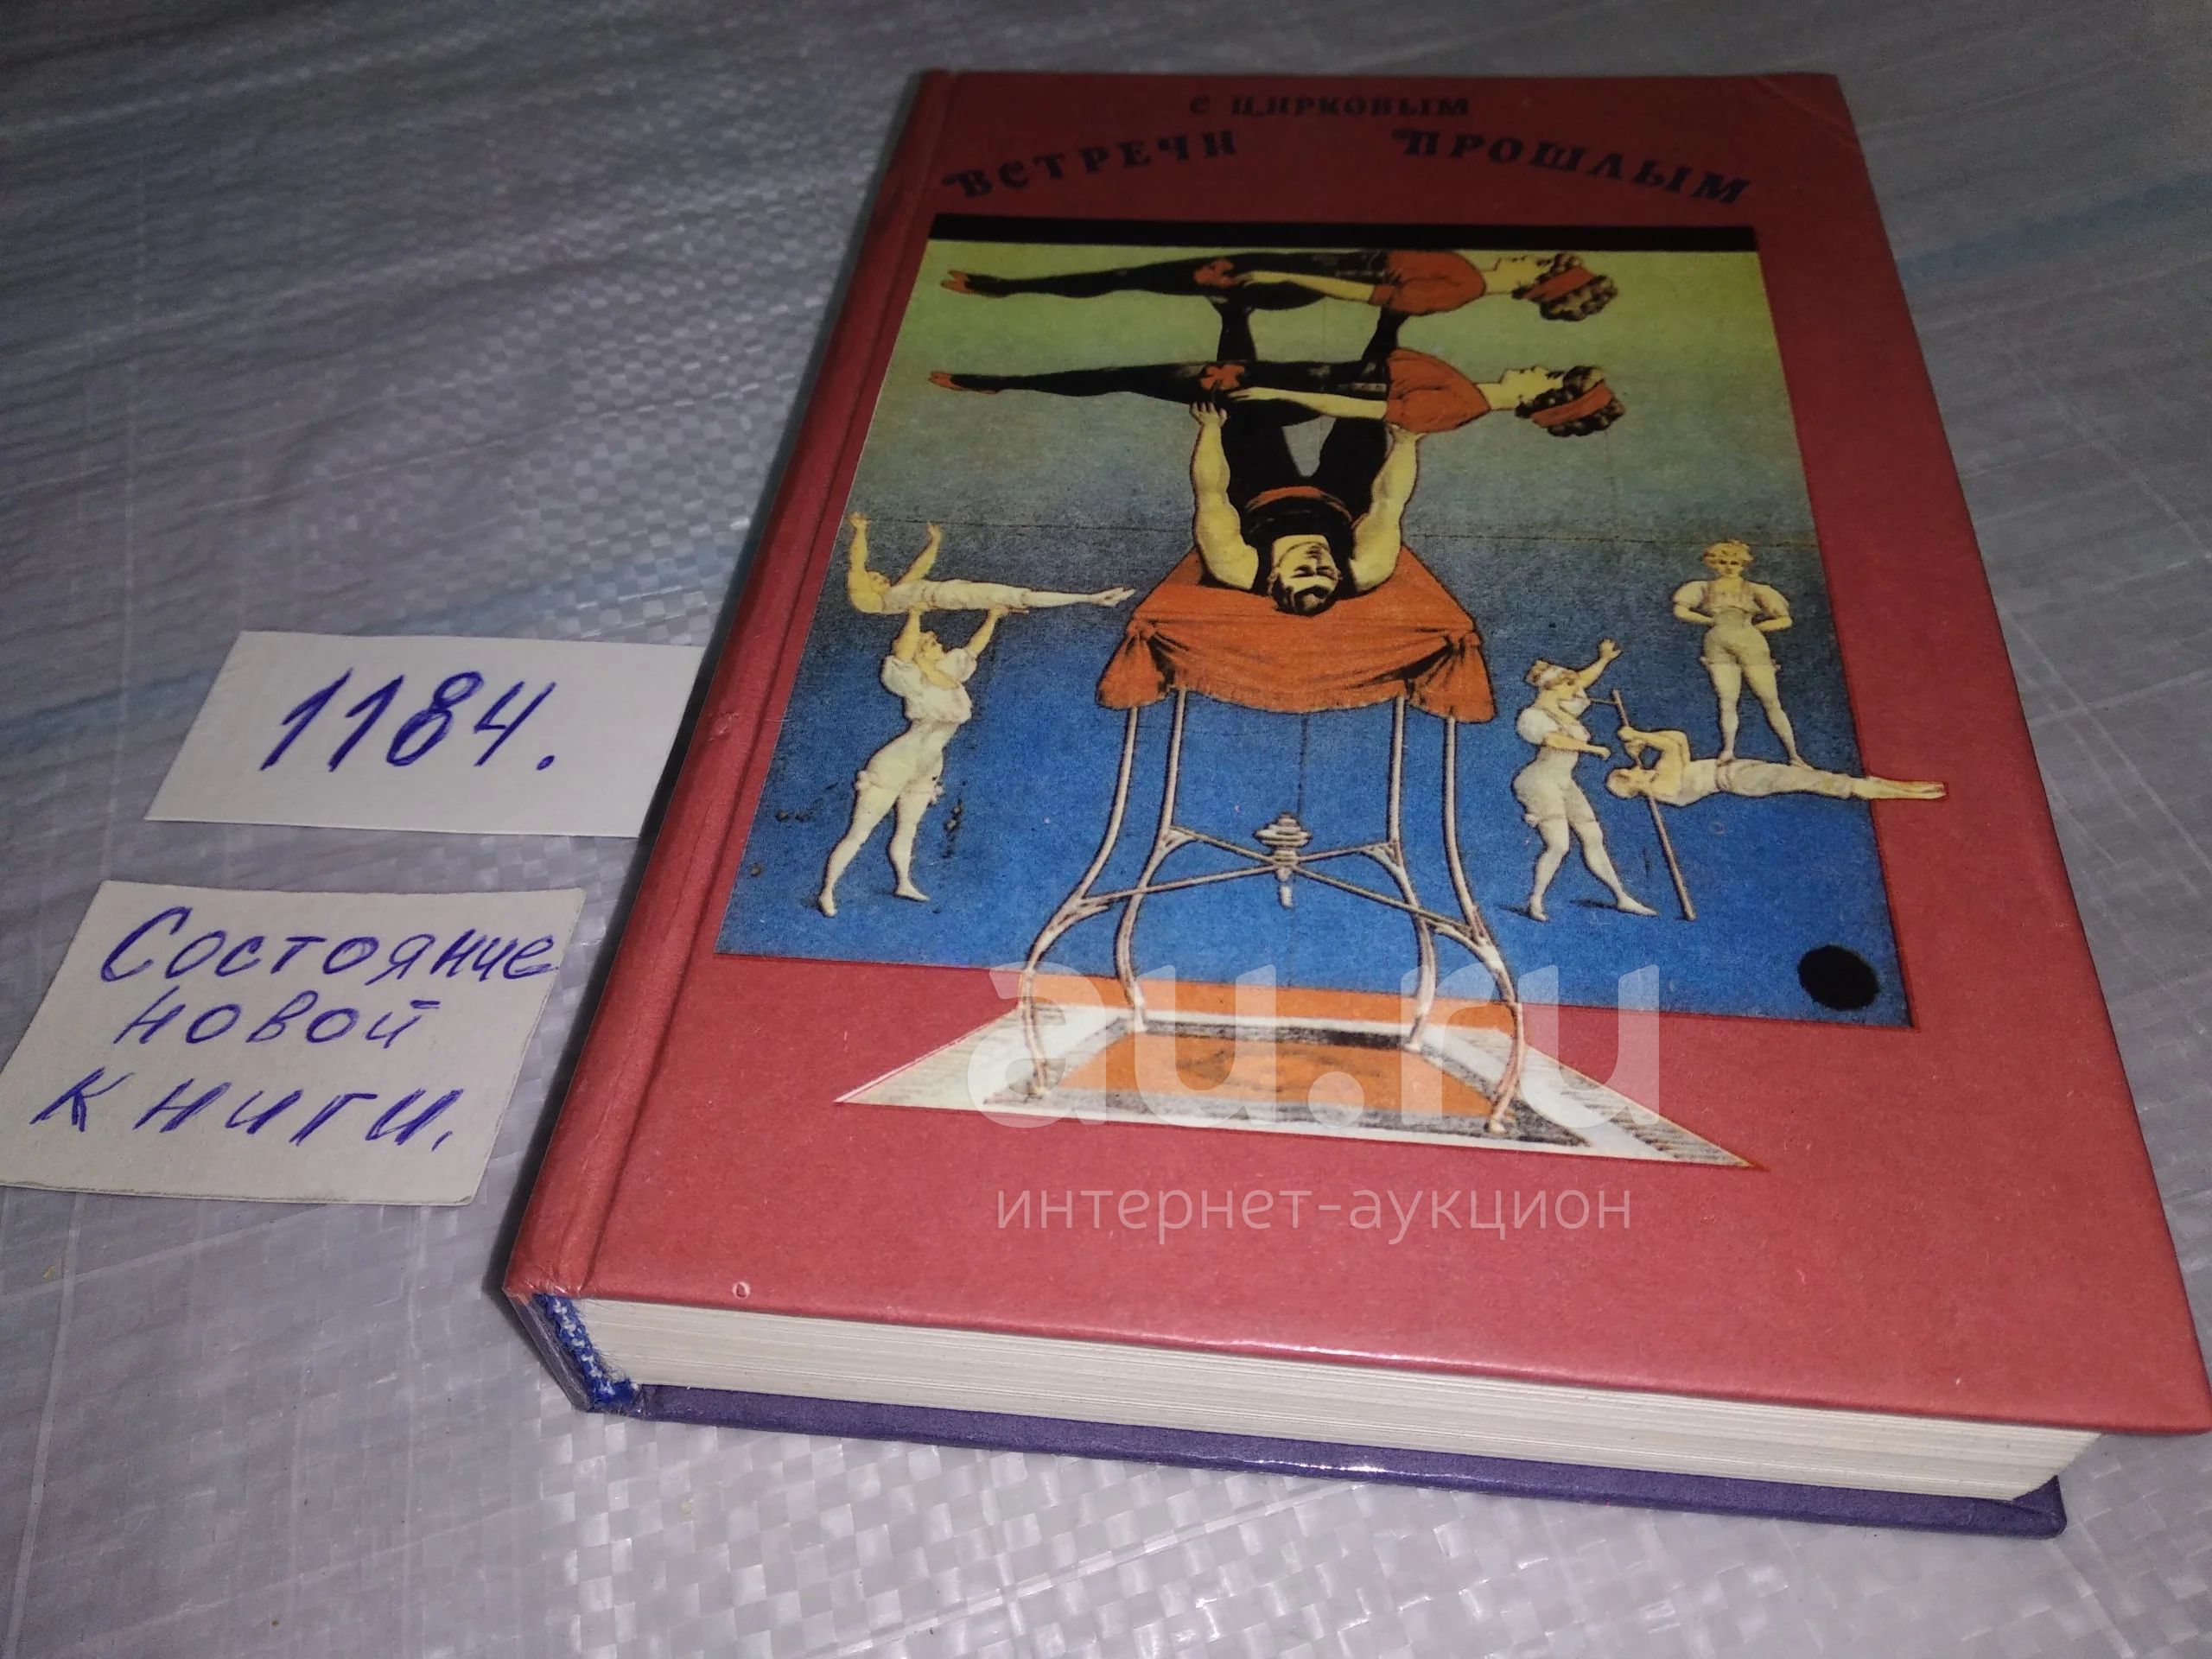 с цирковым
Встречи прошлым
1184.
Состояние
новой
книги.
au.ru
интернет-аукцион